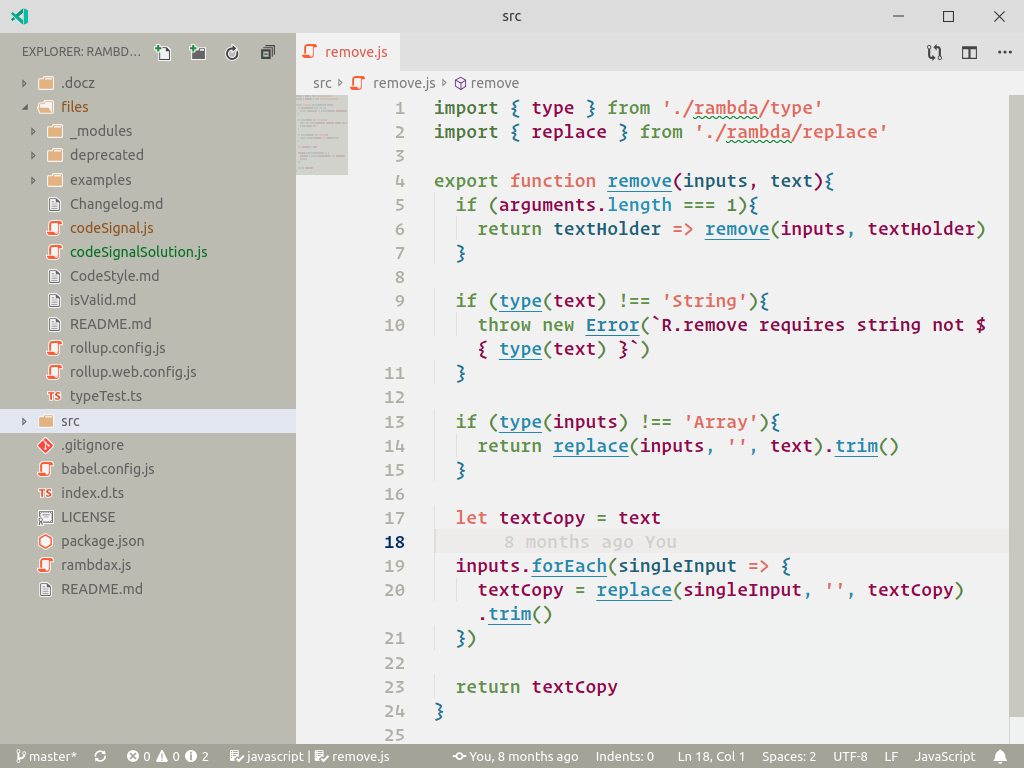 src
EXPLORER: RAMBD...
.docz
files
_modules
deprecated
examples
Changelog.md
codeSignal.js
codeSignalSolution.js
CodeStyle.md
isValid.md
README.md
rollup.config.js
rollup.web.config.js
TS typeTest.ts
src
.gitignore
babel.config.js
TS index.d.ts
LICENSE
package.json
rambdax.js
README.md
remove.js
src remove.js remove
1 import { type } from './rambda/type'
2 import { replace } from './rambda/replace'
3
4 export function remove(inputs, text){
5 if (arguments.length === 1){
6 return textHolder => remove(inputs, textHolder)
7 }
8
9 if (type(text) !== 'String'){
10 throw new Error(`R.remove requires string not $
{ type(text) }`)
11 }
12
13 if (type(inputs) !== 'Array'){
14 return replace(inputs, '', text).trim()
15 }
16
17 let textCopy = text
18 8 months ago You
19 inputs.forEach(singleInput => {
20 textCopy = replace(singleInput, '', textCopy)
.trim()
21 })
22
23 return textCopy
24 }
25
master* 0 0 2 javascript | remove.js You, 8 months ago Indents: 0 Ln 18, Col 1 Spaces: 2 UTF-8 LF JavaScript